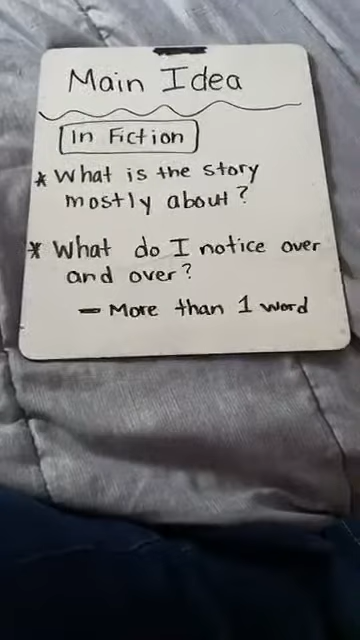 Main Idea
In Fiction
* What is the story
mostly about?
* What do I notice over
and over?
- More than 1 word